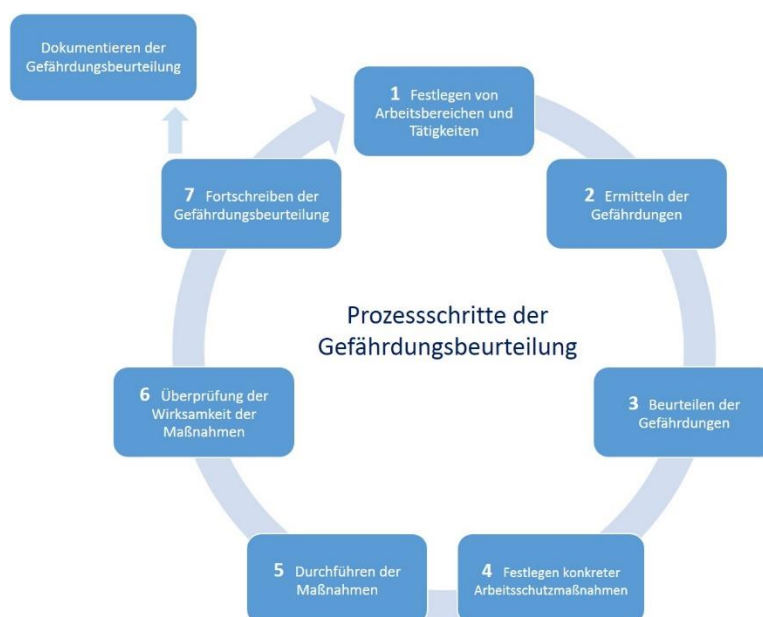 Dokumentieren der
Gefährdungsbeurteilung
1 Festlegen von
Arbeitsbereichen und
Tätigkeiten
2 Ermitteln der
Gefährdungen
3 Beurteilen der
Gefährdungen
4 Festlegen konkreter
Arbeitsschutzmaßnahmen
5 Durchführen der
Maßnahmen
6 Überprüfung der
Wirksamkeit der
Maßnahmen
7 Fortschreiben der
Gefährdungsbeurteilung
Prozessschritte der
Gefährdungsbeurteilung